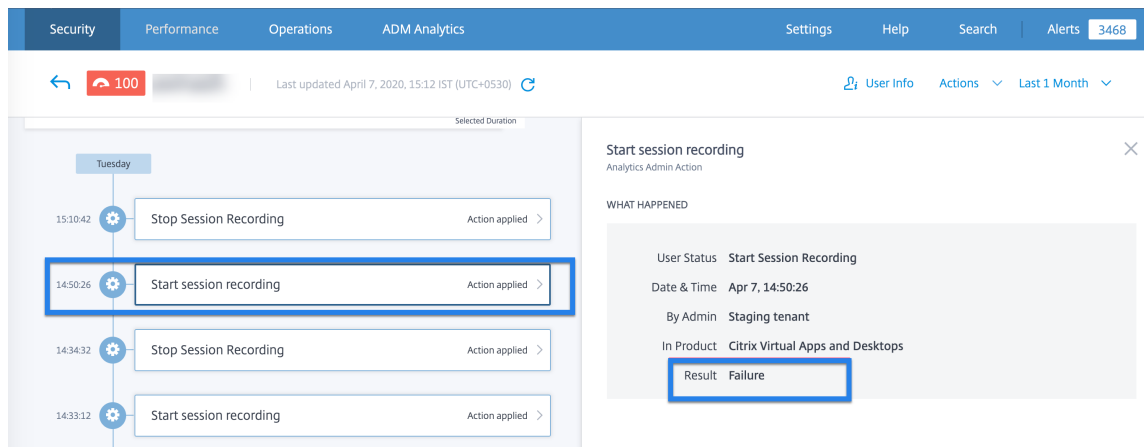 Security Performance Operations ADM Analytics Settings Help Search Alerts 3468
100 Last updated April 7, 2020, 15:12 IST (UTC+0530) User Info Actions Last 1 Month
Selected Duration
Tuesday
15:10:42 Stop Session Recording Action applied
14:50:26 Start session recording Action applied
14:34:32 Stop Session Recording Action applied
14:33:12 Start session recording Action applied
Start session recording
Analytics Admin Action
WHAT HAPPENED
User Status Start Session Recording
Date & Time Apr 7, 14:50:26
By Admin Staging tenant
In Product Citrix Virtual Apps and Desktops
Result Failure